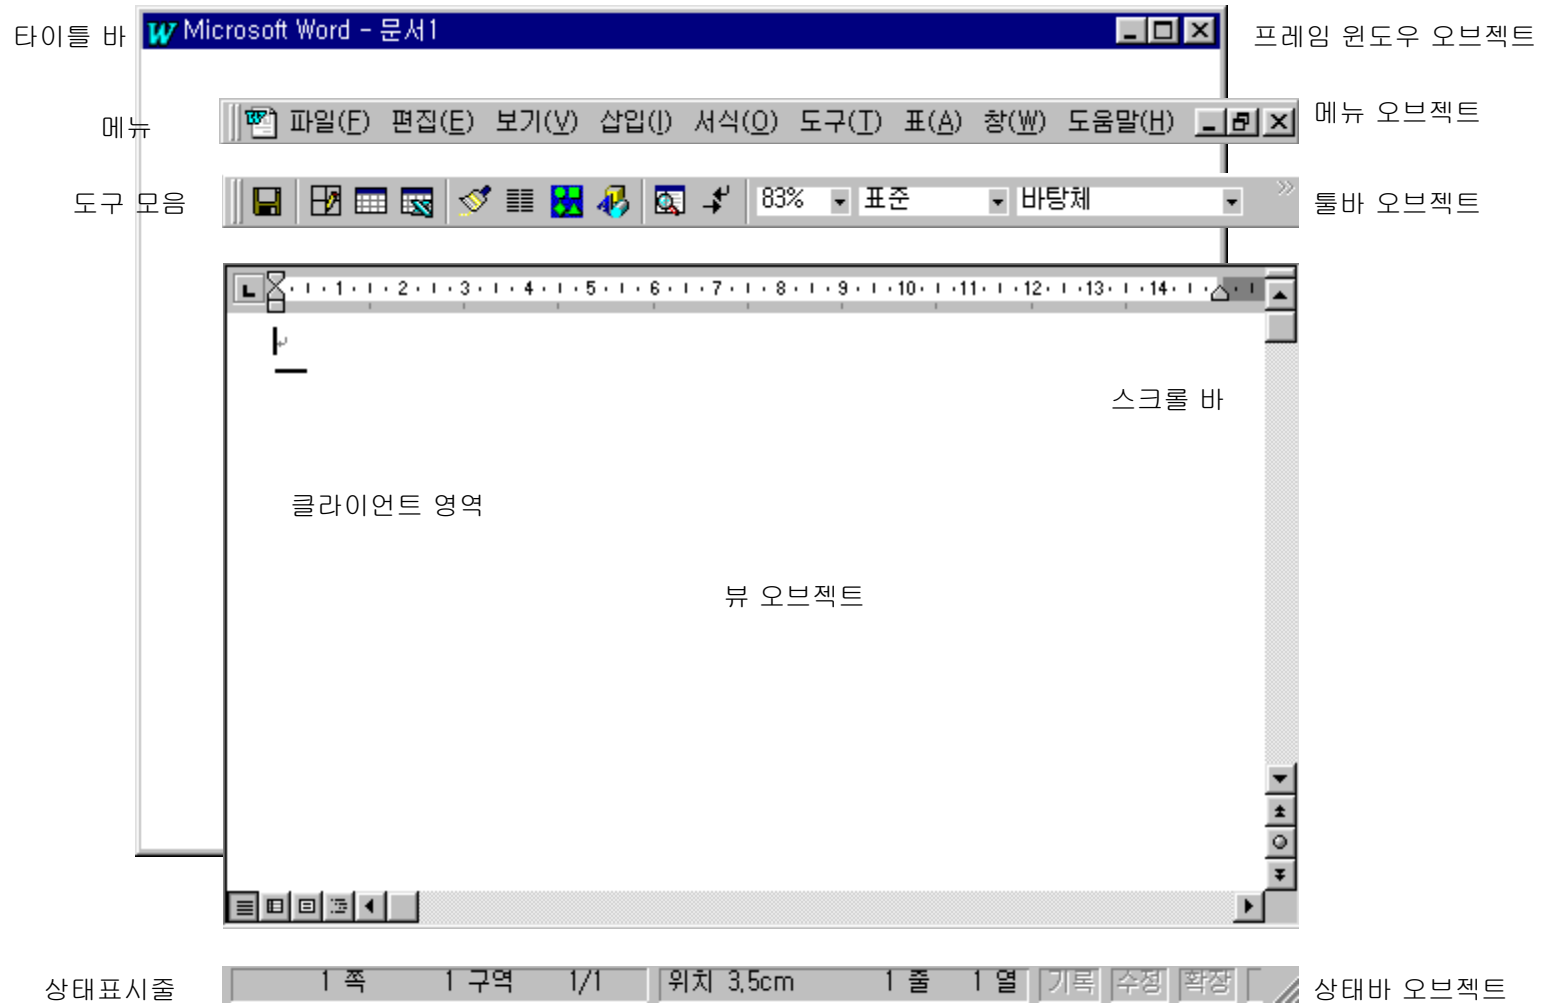 타이틀 바
Microsoft Word - 문서1
프레임 윈도우 오브젝트
메뉴
파일(F) 편집(E) 보기(V) 삽입(I) 서식(O) 도구(T) 표(A) 창(W) 도움말(H)
메뉴 오브젝트
도구 모음
83% 표준 바탕체
툴바 오브젝트
1 2 3 4 5 6 7 8 9 10 11 12 13 14
스크롤 바
클라이언트 영역
뷰 오브젝트
상태표시줄
1 쪽 1 구역 1/1 위치 3,5cm 1 줄 1 열 기록 수정 확장
상태바 오브젝트